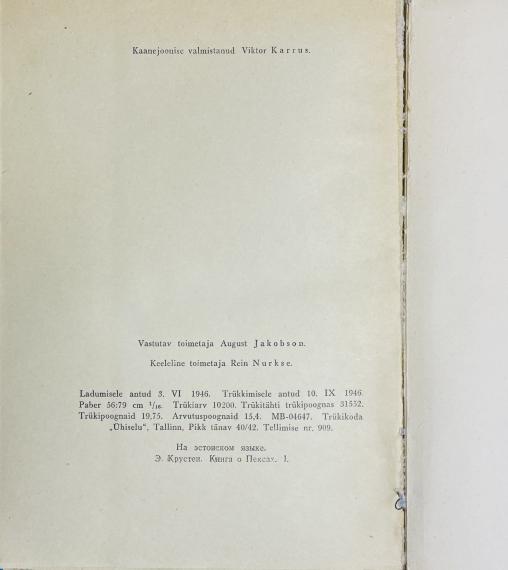 Kaanejoonise valmistanud Viktor Karrus.
Vastutav toimetaja August Jakobson.
Keeleline toimetaja Rein Nurkse.
Ladumisele antud 3. VI 1946. Trükkimisele antud 10. IX 1946.
Paber 56:79 cm 1/16. Trükiarv 10200. Trükitähti trükipoognas 31552.
Trükipoognaid 19,75. Arvutuspoognaid 15,4. MB-04647. Trükikoda
„Ühiselu“, Tallinn, Pikk tänav 40/42. Tellimise nr. 909.
На эстонском языке.
Э. Крустен. Книга о Пексах. I.